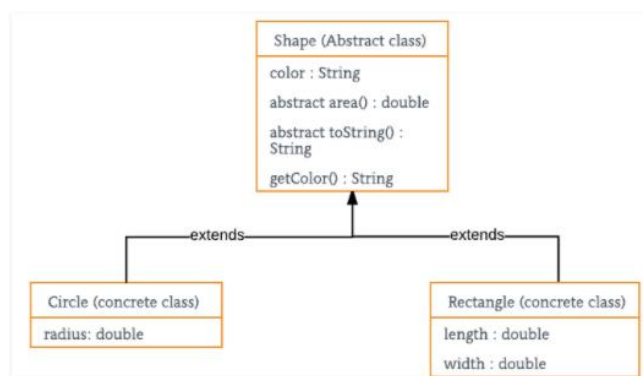 Shape (Abstract class)
color : String
abstract area() : double
abstract toString() :
String
getColor() : String
extends
extends
Circle (concrete class)
radius: double
Rectangle (concrete class)
length : double
width : double